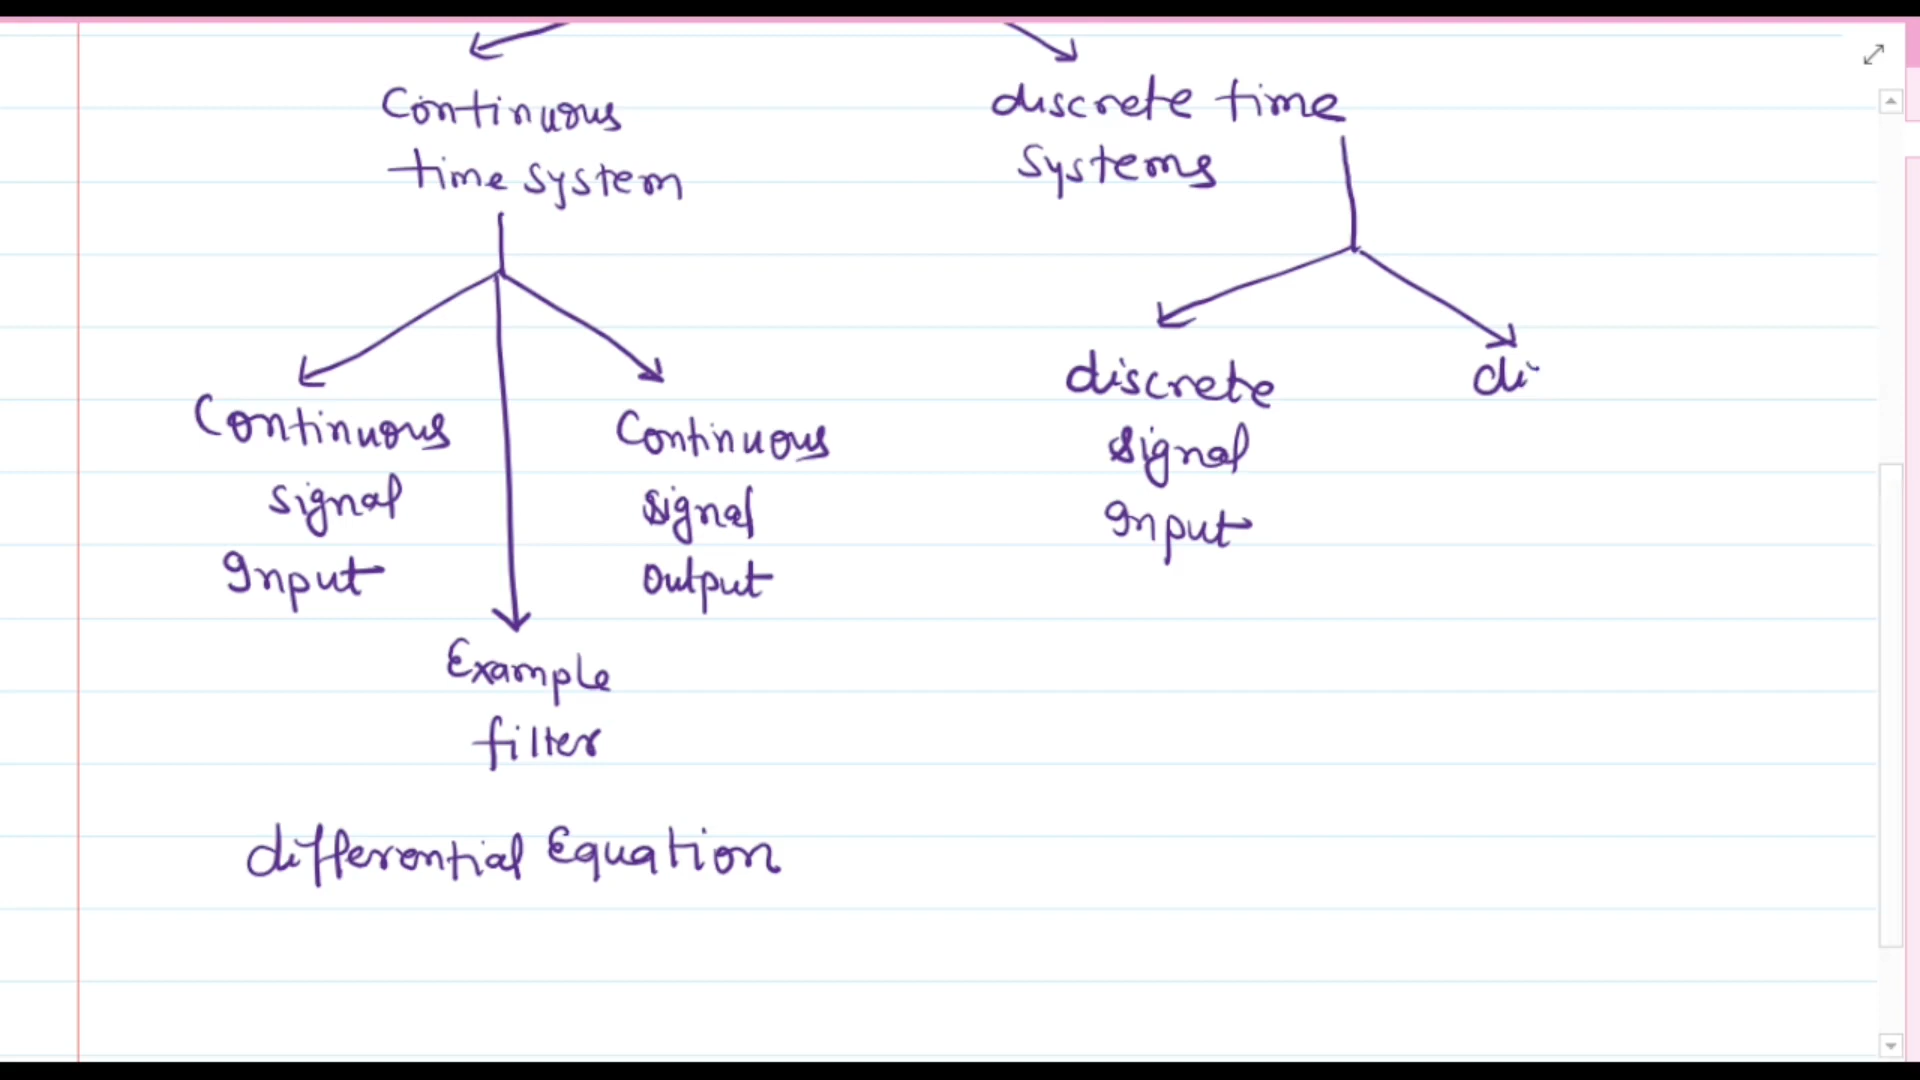 Continuous
time system
discrete time
systems
Continuous
signal
Input
Continuous
signal
output
Example
filter
differential Equation
discrete
signal
Input
di